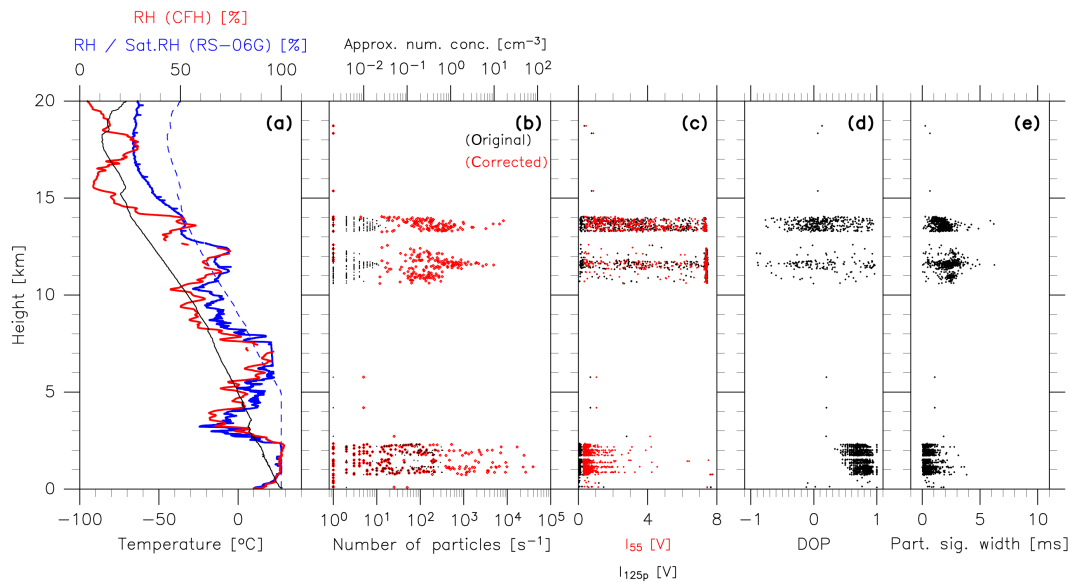 RH (CFH) [%]
RH / Sat.RH (RS−06G) [%]
Approx. num. conc. [cm⁻³]
0 50 100
10⁻² 10⁻¹ 10⁰ 10¹ 10²
20
15
10
5
0
Height [km]
(a)
(b)
(Original)
(Corrected)
(c)
(d)
(e)
−100 −50 0
10⁰ 10¹ 10² 10³ 10⁴ 10⁵
0 4 8
−1 0 1
0 5 10
Temperature [°C]
Number of particles [s⁻¹]
I₅₅ [V]
I₁₂₅ₚ [V]
DOP
Part. sig. width [ms]